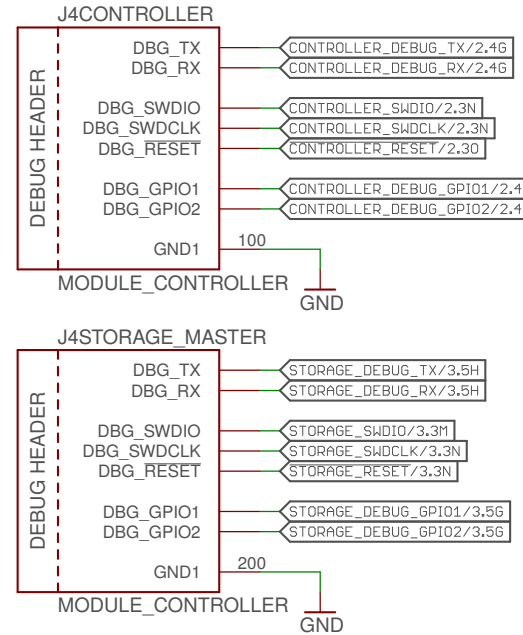 J4CONTROLLER
DEBUG HEADER
DBG_TX CONTROLLER_DEBUG_TX/2.4G
DBG_RX CONTROLLER_DEBUG_RX/2.4G
DBG_SWDIO CONTROLLER_SWDIO/2.3N
DBG_SWDCLK CONTROLLER_SWDCLK/2.3N
DBG_RESET CONTROLLER_RESET/2.3O
DBG_GPIO1 CONTROLLER_DEBUG_GPIO1/2.4
DBG_GPIO2 CONTROLLER_DEBUG_GPIO2/2.4
GND1 100
MODULE_CONTROLLER
GND
J4STORAGE_MASTER
DEBUG HEADER
DBG_TX STORAGE_DEBUG_TX/3.5H
DBG_RX STORAGE_DEBUG_RX/3.5H
DBG_SWDIO STORAGE_SWDIO/3.3M
DBG_SWDCLK STORAGE_SWDCLK/3.3N
DBG_RESET STORAGE_RESET/3.3N
DBG_GPIO1 STORAGE_DEBUG_GPIO1/3.5G
DBG_GPIO2 STORAGE_DEBUG_GPIO2/3.5G
GND1 200
MODULE_CONTROLLER
GND